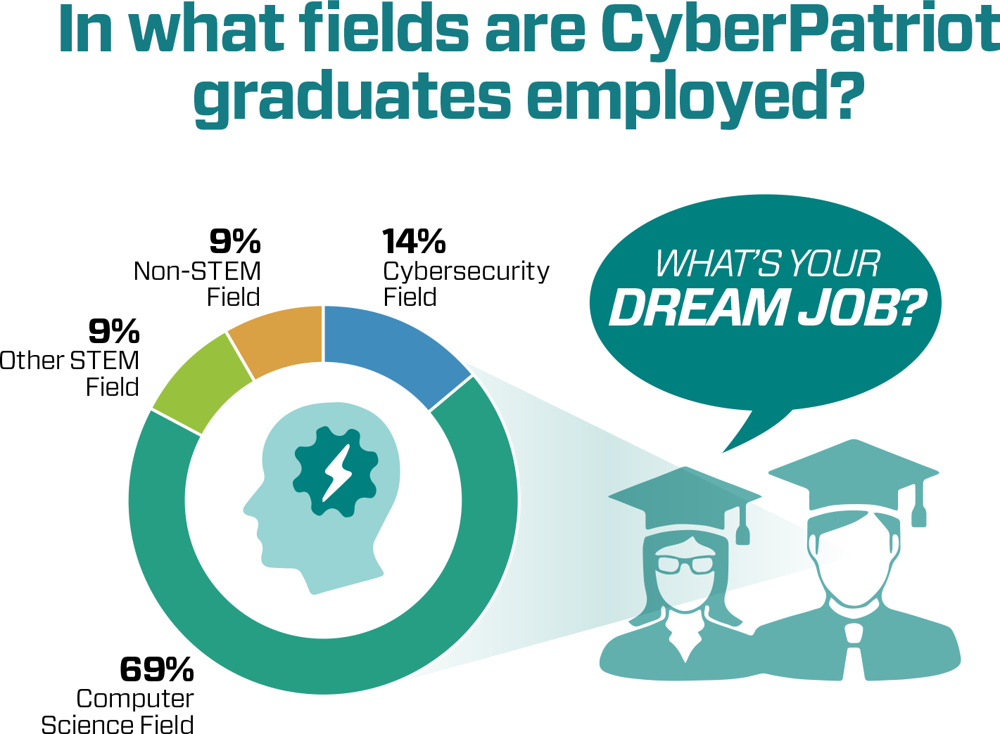 In what fields are CyberPatriot
graduates employed?
9%
Non-STEM
Field
14%
Cybersecurity
Field
WHAT'S YOUR
DREAM JOB?
9%
Other STEM
Field
69%
Computer
Science Field